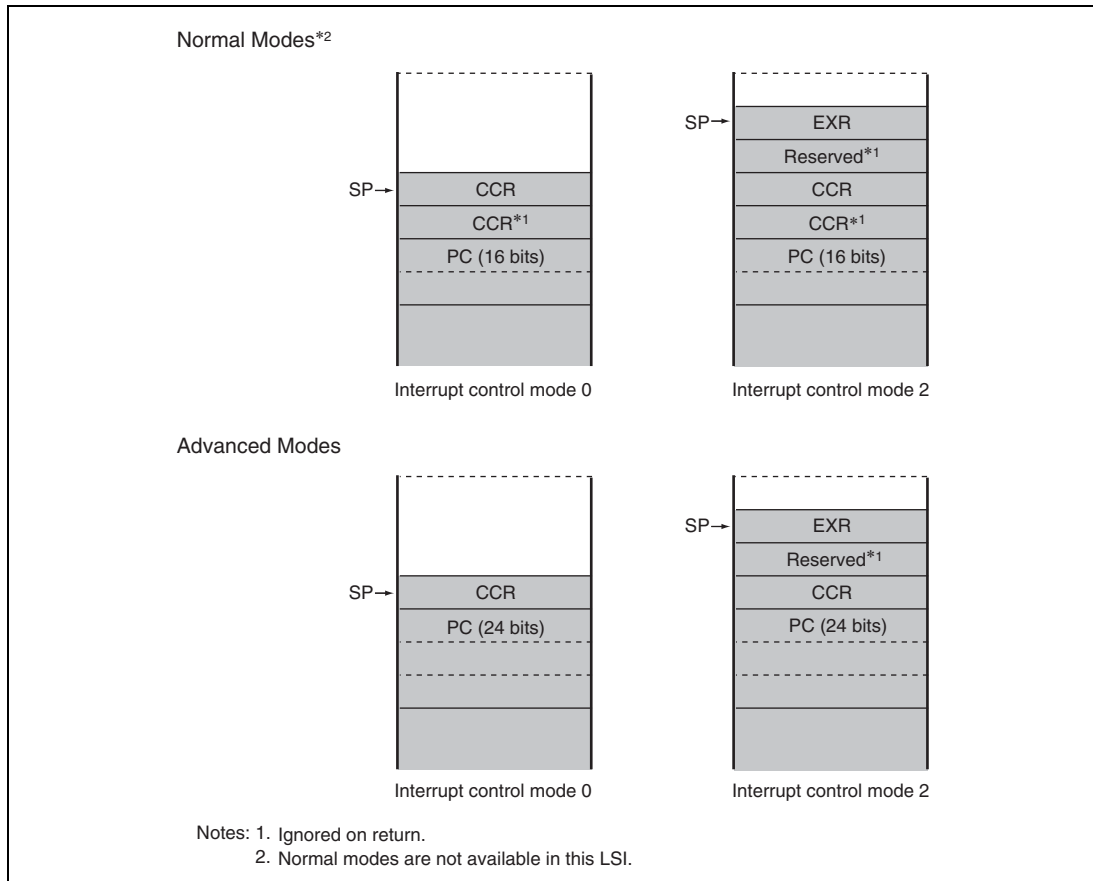 Normal Modes*2
SP→ CCR
CCR*1
PC (16 bits)
Interrupt control mode 0
SP→ EXR
Reserved*1
CCR
CCR*1
PC (16 bits)
Interrupt control mode 2
Advanced Modes
SP→ CCR
PC (24 bits)
Interrupt control mode 0
SP→ EXR
Reserved*1
CCR
PC (24 bits)
Interrupt control mode 2
Notes: 1. Ignored on return.
2. Normal modes are not available in this LSI.